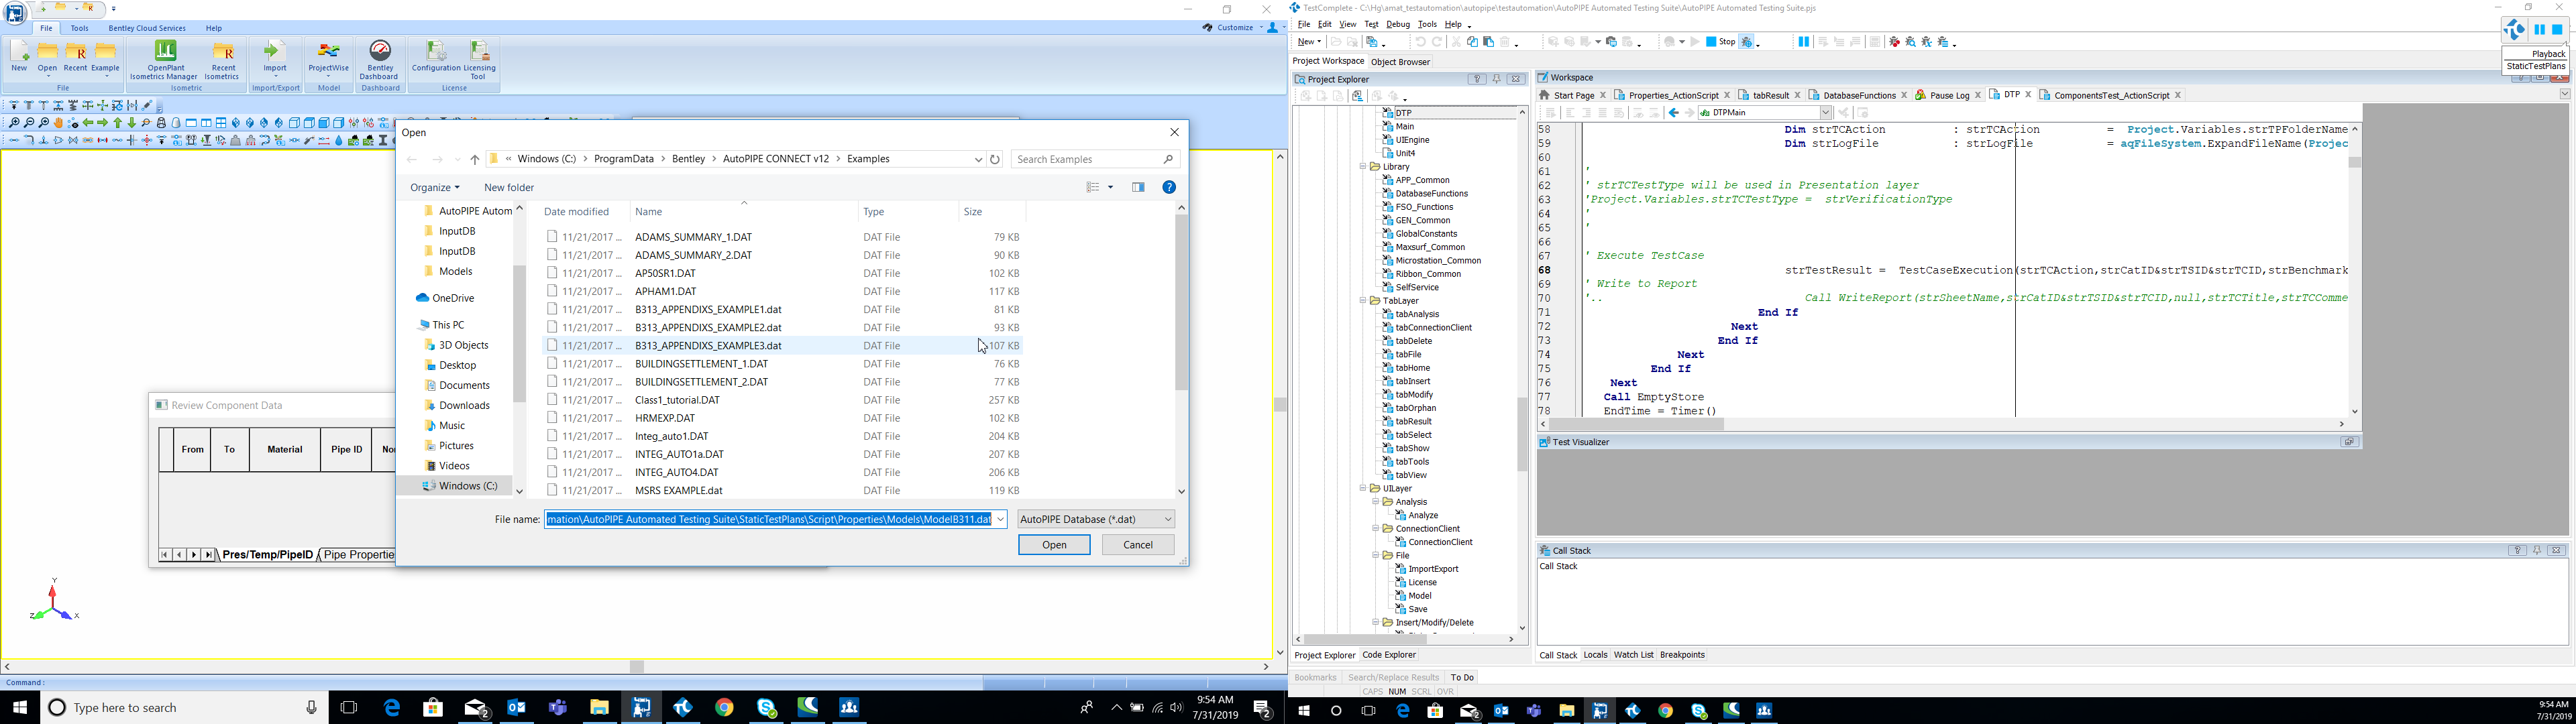 File Tools Bentley Cloud Services Help Customize
New Open Recent Example OpenPlant Isometrics Manager Recent Isometrics Import ProjectWise Bentley Dashboard Configuration Licensing Tool
File Isometric Import/Export Model Dashboard License
Open
« Windows (C:) > ProgramData > Bentley > AutoPIPE CONNECT v12 > Examples
Search Examples
Organize New folder
AutoPIPE Autom
InputDB
InputDB
Models
OneDrive
This PC
3D Objects
Desktop
Documents
Downloads
Music
Pictures
Videos
Windows (C:)
Date modified Name Type Size
11/21/2017 ... ADAMS_SUMMARY_1.DAT DAT File 79 KB
11/21/2017 ... ADAMS_SUMMARY_2.DAT DAT File 90 KB
11/21/2017 ... AP50SR1.DAT DAT File 102 KB
11/21/2017 ... APHAM1.DAT DAT File 117 KB
11/21/2017 ... B313_APPENDIXS_EXAMPLE1.dat DAT File 81 KB
11/21/2017 ... B313_APPENDIXS_EXAMPLE2.dat DAT File 93 KB
11/21/2017 ... B313_APPENDIXS_EXAMPLE3.dat DAT File 107 KB
11/21/2017 ... BUILDINGSETTLEMENT_1.DAT DAT File 76 KB
11/21/2017 ... BUILDINGSETTLEMENT_2.DAT DAT File 77 KB
11/21/2017 ... Class1_tutorial.DAT DAT File 257 KB
11/21/2017 ... HRMEXP.DAT DAT File 102 KB
11/21/2017 ... Integ_auto1.DAT DAT File 204 KB
11/21/2017 ... INTEG_AUTO1a.DAT DAT File 207 KB
11/21/2017 ... INTEG_AUTO4.DAT DAT File 206 KB
11/21/2017 ... MSRS EXAMPLE.dat DAT File 119 KB
File name: mation\AutoPIPE Automated Testing Suite\StaticTestPlans\Script\Properties\Models\ModelB311.dat AutoPIPE Database (*.dat)
Open Cancel
Review Component Data
From To Material Pipe ID Nor
Pres/Temp/PipeID Pipe Propertie
Y
Z X
Command :
Type here to search
9:54 AM
7/31/2019
TestComplete - C:\Hg\amat_testautomation\autopipe\testautomation\AutoPIPE Automated Testing Suite\AutoPIPE Automated Testing Suite.pjs
File Edit View Test Debug Tools Help
New Stop
Playback
StaticTestPlans
Project Workspace Object Browser
Project Explorer
DTP
Main
UIEngine
Unit4
Library
APP_Common
DatabaseFunctions
FSO_Functions
GEN_Common
GlobalConstants
Maxsurf_Common
Microstation_Common
Ribbon_Common
SelfService
TabLayer
tabAnalysis
tabConnectionClient
tabDelete
tabFile
tabHome
tabInsert
tabModify
tabOrphan
tabResult
tabSelect
tabShow
tabTools
tabView
UILayer
Analysis
Analyze
ConnectionClient
ConnectionClient
File
ImportExport
License
Model
Save
Insert/Modify/Delete
Project Explorer Code Explorer
Workspace
Start Page Properties_ActionScript tabResult DatabaseFunctions Pause Log DTP ComponentsTest_ActionScript
DTPMain
58 Dim strTCAction : strTCAction = Project.Variables.strTPFolderName
59 Dim strLogFile : strLogFile = aqFileSystem.ExpandFileName(Projec
60
61 '
62 ' strTCTestType will be used in Presentation layer
63 'Project.Variables.strTCTestType = strVerificationType
64 '
65 '
66
67 ' Execute TestCase
68 strTestResult = TestCaseExecution(strTCAction,strCatID&strTSID&strTCID,strBenchmark
69 ' Write to Report
70 '.. Call WriteReport(strSheetName,strCatID&strTSID&strTCID,null,strTCTitle,strTCComme
71 End If
72 Next
73 End If
74 Next
75 End If
76 Next
77 Call EmptyStore
78 EndTime = Timer()
Test Visualizer
Call Stack
Call Stack
Call Stack Locals Watch List Breakpoints
Bookmarks Search/Replace Results To Do
CAPS NUM SCRL OVR
9:54 AM
7/31/2019